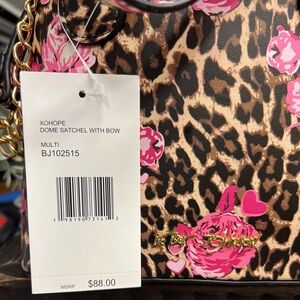 XOHOPE
DOME SATCHEL WITH BOW
MULTI
BJ102515
MSRP $88.00